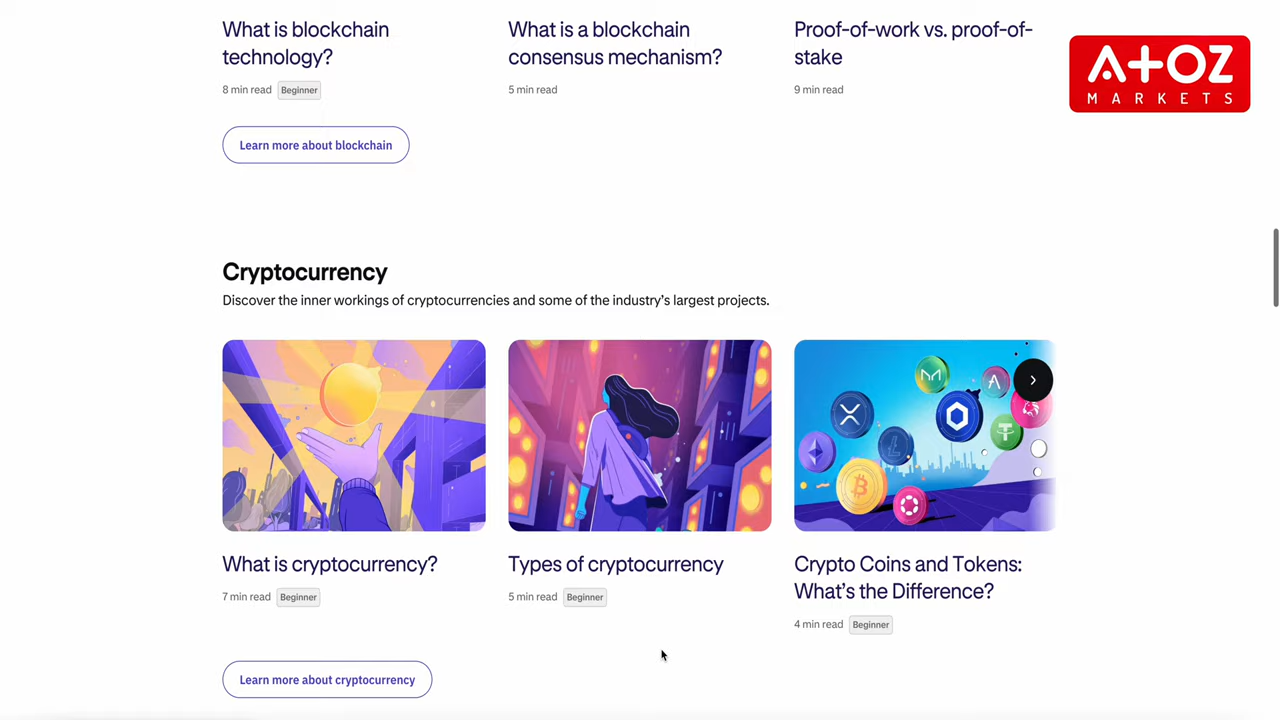 What is blockchain
technology?
8 min read Beginner
Learn more about blockchain
What is a blockchain
consensus mechanism?
5 min read
Proof-of-work vs. proof-of-
stake
9 min read
ATOZ
MARKETS
Cryptocurrency
Discover the inner workings of cryptocurrencies and some of the industry's largest projects.
What is cryptocurrency?
7 min read Beginner
Types of cryptocurrency
5 min read Beginner
Crypto Coins and Tokens:
What's the Difference?
4 min read Beginner
Learn more about cryptocurrency